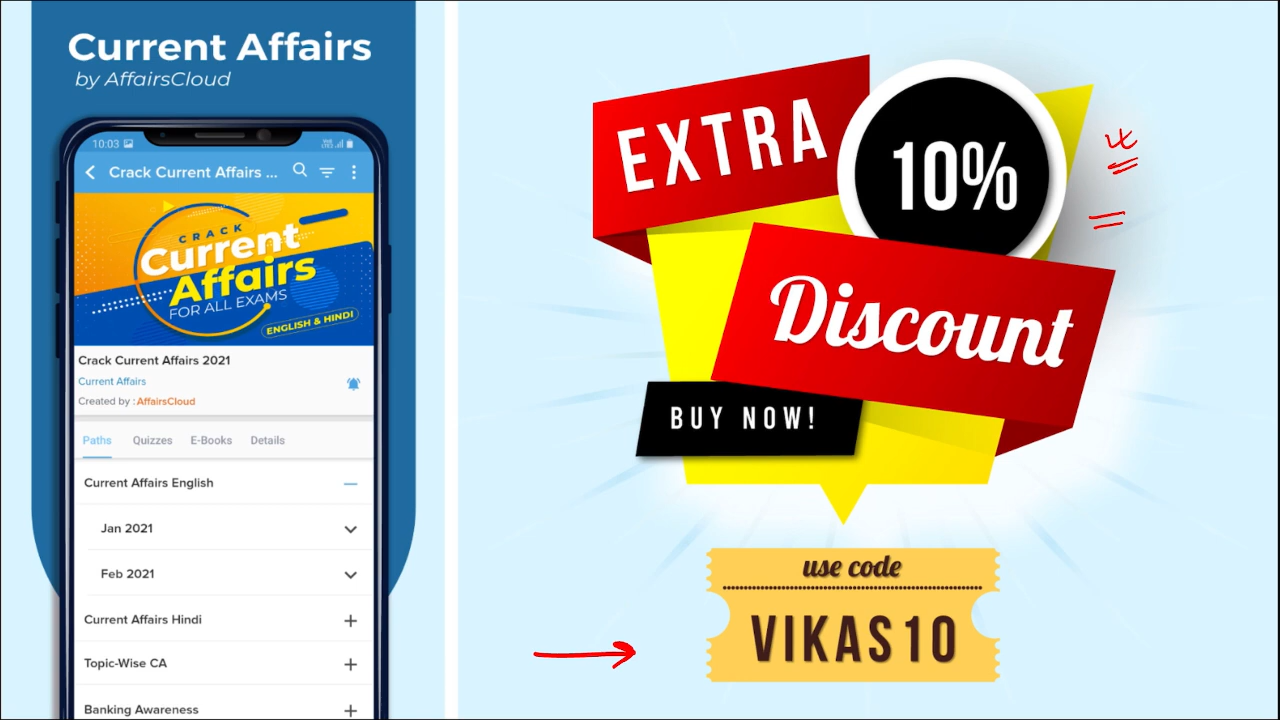 Current Affairs
by AffairsCloud
10:03
Crack Current Affairs ...
CRACK
Current
Affairs
FOR ALL EXAMS
ENGLISH & HINDI
Crack Current Affairs 2021
Current Affairs
Created by : AffairsCloud
Paths Quizzes E-Books Details
Current Affairs English
Jan 2021
Feb 2021
Current Affairs Hindi
Topic-Wise CA
Banking Awareness
EXTRA
10%
Discount
BUY NOW!
use code
VIKAS10